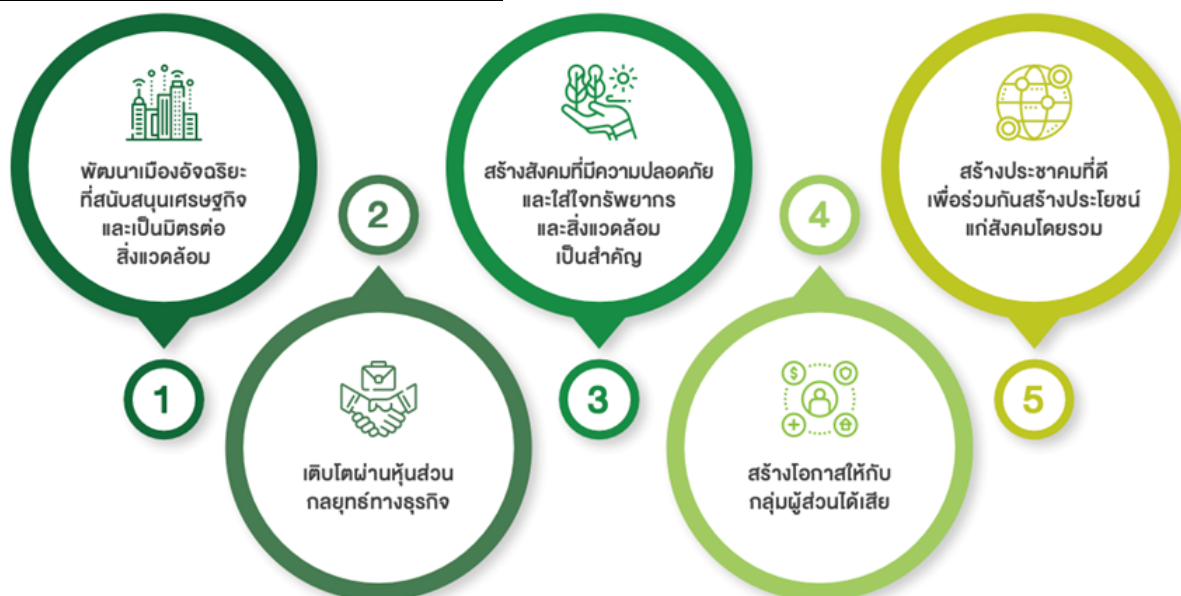 พัฒนาเมืองอัจฉริยะ
ที่สนับสนุนเศรษฐกิจ
และเป็นมิตรต่อ
สิ่งแวดล้อม
1
2
เติบโตผ่านหุ้นส่วน
กลยุทธ์ทางธุรกิจ
สร้างสังคมที่มีความปลอดภัย
และใส่ใจทรัพยากร
และสิ่งแวดล้อม
เป็นสำคัญ
3
4
$
สร้างโอกาสให้กับ
กลุ่มผู้ส่วนได้เสีย
สร้างประชาคมที่ดี
เพื่อร่วมกันสร้างประโยชน์
แก่สังคมโดยรวม
5